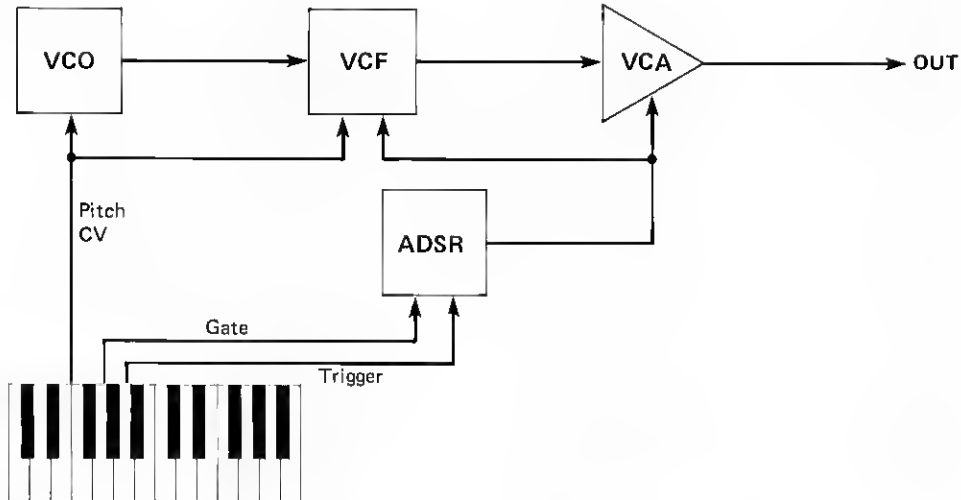 VCO
VCF
VCA
OUT
Pitch
CV
ADSR
Gate
Trigger